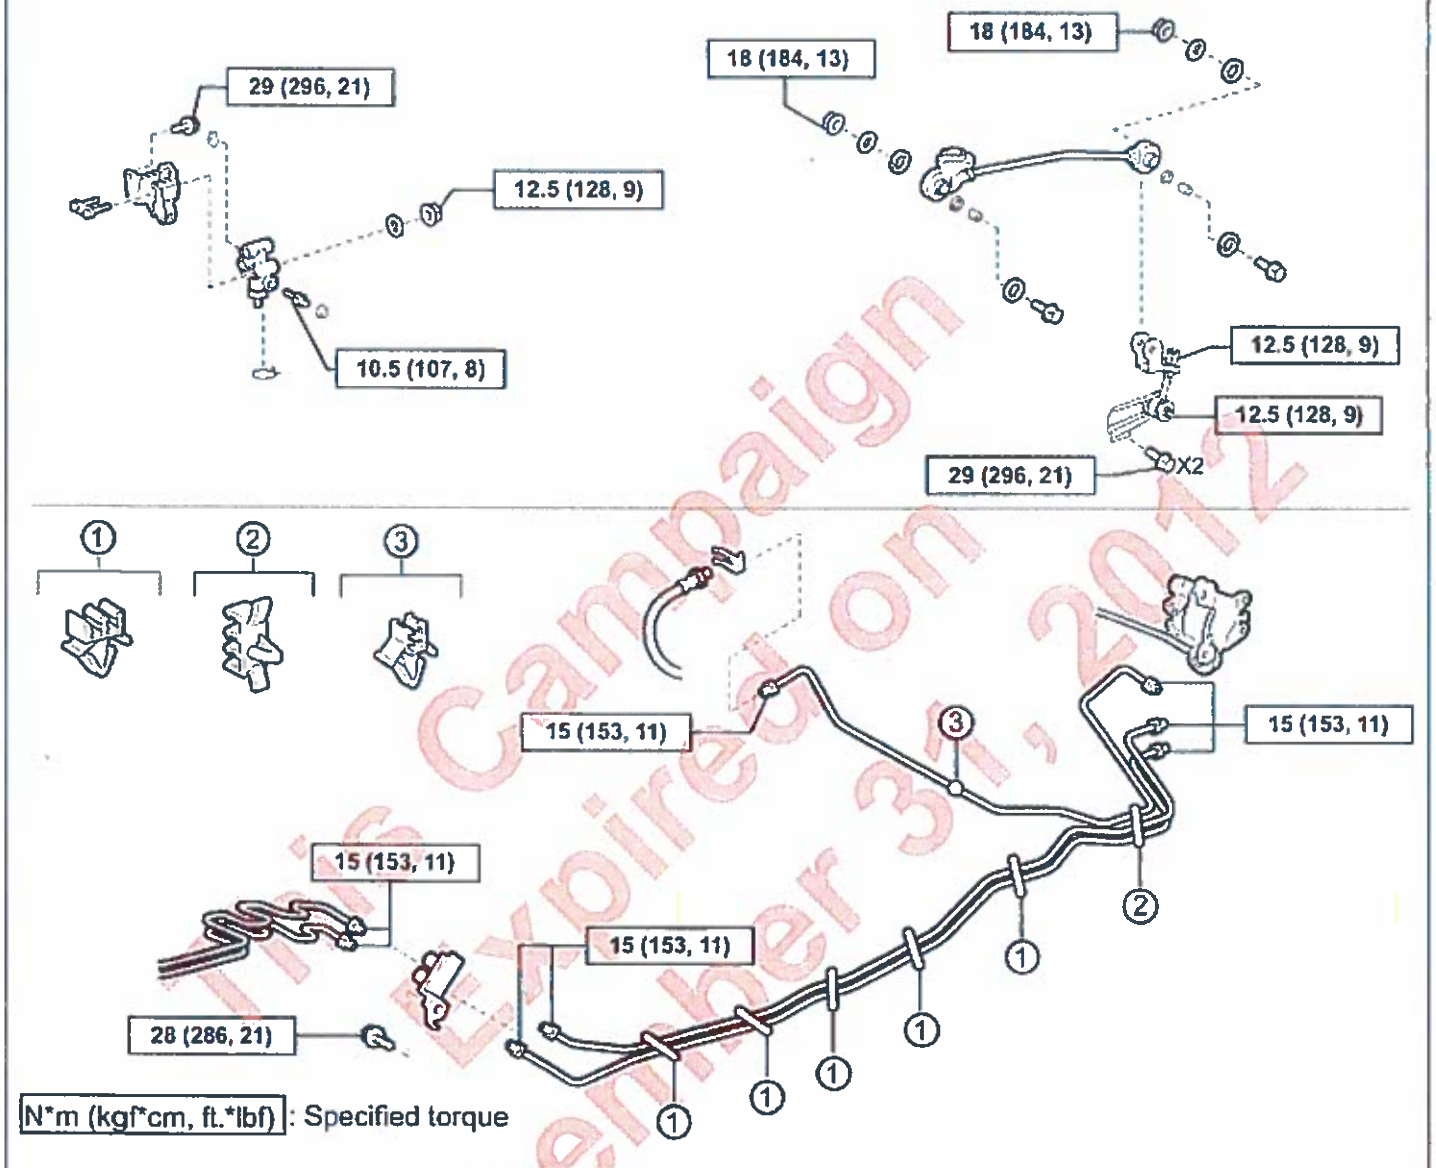 18 (184, 13)
18 (184, 13)
29 (296, 21)
12.5 (128, 9)
10.5 (107, 8)
12.5 (128, 9)
12.5 (128, 9)
29 (296, 21)
X2
1
2
3
15 (153, 11)
3
15 (153, 11)
15 (153, 11)
2
15 (153, 11)
1
28 (286, 21)
1
1
1
1
N*m (kgf*cm, ft.*lbf) : Specified torque
This Campaign
Expired on
ember 31, 2012